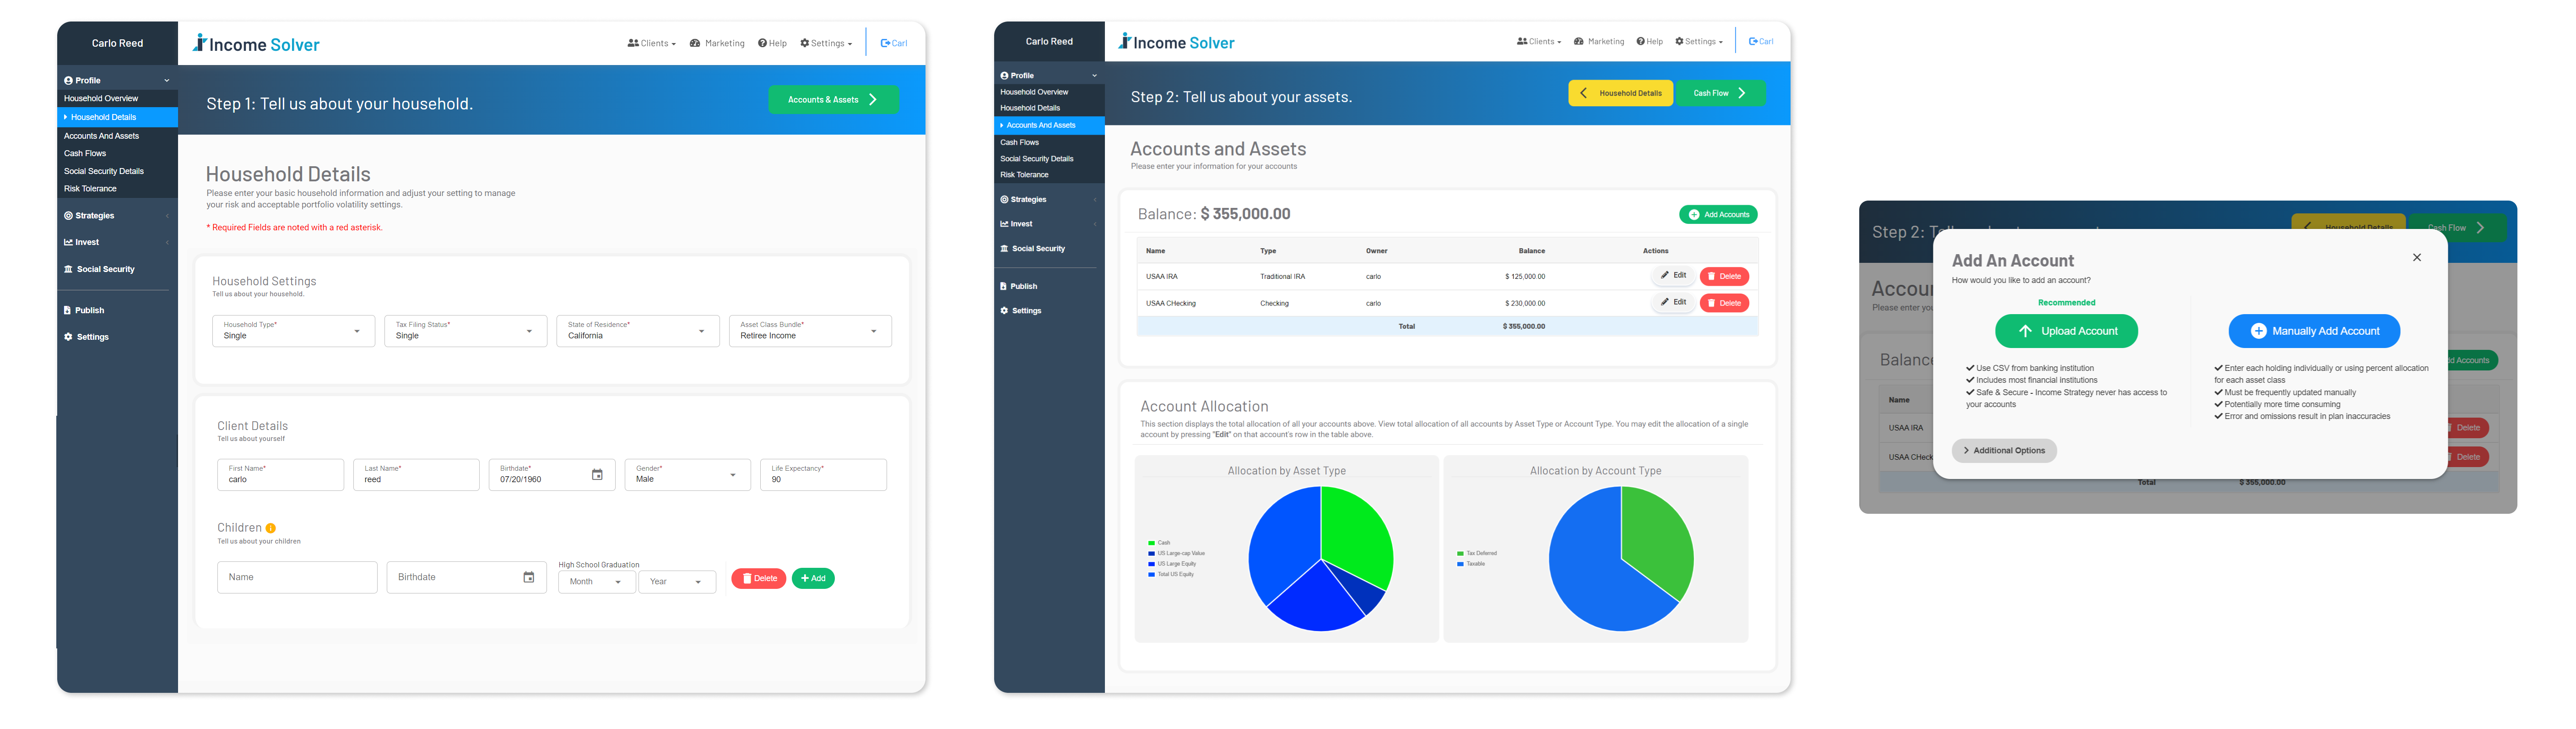 Carlo Reed
Income Solver
Clients
Marketing
Help
Settings
Carl
Profile
Household Overview
Household Details
Accounts And Assets
Cash Flows
Social Security Details
Risk Tolerance
Strategies
Invest
Social Security
Publish
Settings
Step 1: Tell us about your household.
Accounts & Assets
Household Details
Please enter your basic household information and adjust your setting to manage
your risk and acceptable portfolio volatility settings.
* Required Fields are noted with a red asterisk.
Household Settings
Tell us about your household.
Household Type*
Single
Tax Filing Status*
Single
State of Residence*
California
Asset Class Bundle*
Retiree Income
Client Details
Tell us about yourself
First Name*
carlo
Last Name*
reed
Birthdate*
07/20/1960
Gender*
Male
Life Expectancy*
90
Children
Tell us about your children
Name
Birthdate
High School Graduation
Month
Year
Delete
+ Add
Carlo Reed
Income Solver
Clients
Marketing
Help
Settings
Carl
Profile
Household Overview
Household Details
Accounts And Assets
Cash Flows
Social Security Details
Risk Tolerance
Strategies
Invest
Social Security
Publish
Settings
Step 2: Tell us about your assets.
Household Details
Cash Flow
Accounts and Assets
Please enter your information for your accounts
Balance: $ 355,000.00
Add Accounts
Name Type Owner Balance Actions
USAA IRA Traditional IRA carlo $ 125,000.00 Edit Delete
USAA CHecking Checking carlo $ 230,000.00 Edit Delete
Total $ 355,000.00
Account Allocation
This section displays the total allocation of all your accounts above. View total allocation of all accounts by Asset Type or Account Type. You may edit the allocation of a single
account by pressing "Edit" on that account's row in the table above.
Allocation by Asset Type
Cash
US Large-cap Value
US Large Equity
Total US Equity
Allocation by Account Type
Tax Deferred
Taxable
Step 2: T
Household Details
Cash Flow
Accou
Please enter yo
Balanc
d Accounts
Name
USAA IRA
Delete
USAA CHeck
Delete
Total
$ 355,000.00
Add An Account
How would you like to add an account?
Recommended
Upload Account
Use CSV from banking institution
Includes most financial institutions
Safe & Secure - Income Strategy never has access to
your accounts
Manually Add Account
Enter each holding individually or using percent allocation
for each asset class
Must be frequently updated manually
Potentially more time consuming
Error and omissions result in plan inaccuracies
Additional Options